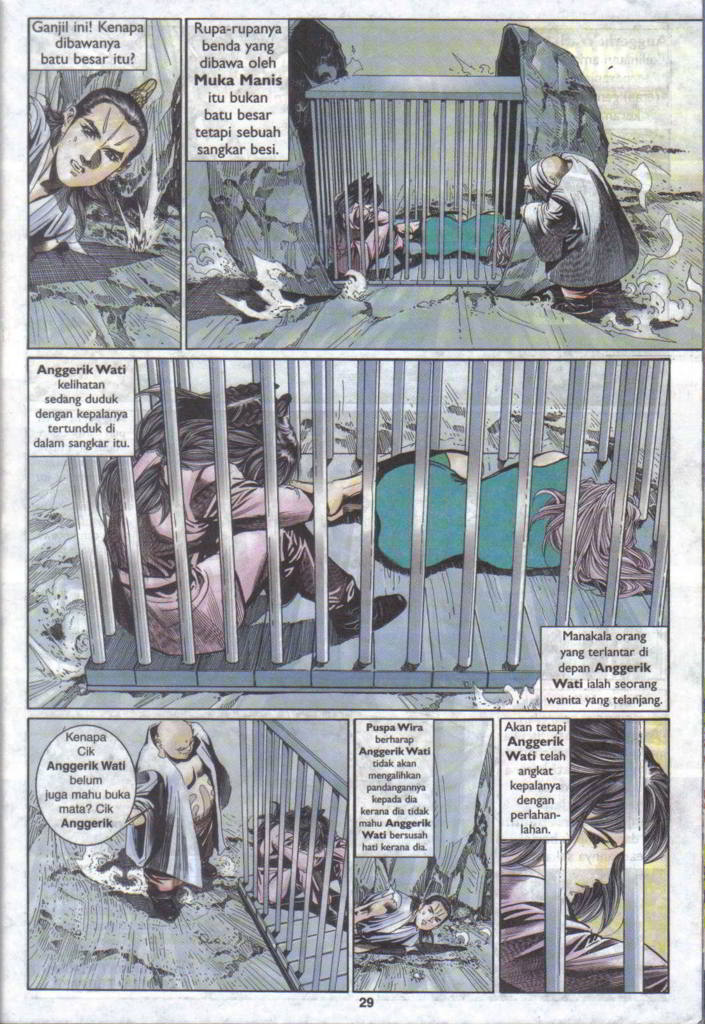 Ganjil ini! Kenapa
dibawanya
batu besar itu?
Rupa-rupanya
benda yang
dibawa oleh
Muka Manis
itu bukan
batu besar
tetapi sebuah
sangkar besi.
Anggerik Wati
kelihatan
sedang duduk
dengan kepalanya
tertunduk di
dalam sangkar itu.
Manakala orang
yang terlantar di
depan Anggerik
Wati ialah seorang
wanita yang telanjang.
Kenapa
Cik
Anggerik Wati
belum
juga mahu buka
mata? Cik
Anggerik
Puspa Wira
berharap
Anggerik Wati
tidak akan
mengalihkan
pandangannya
kepada dia
kerana dia tidak
mahu Anggerik
Wati bersusah
hati kerana dia.
Akan tetapi
Anggerik
Wati telah
angkat
kepalanya
dengan
perlahan-
lahan.
29